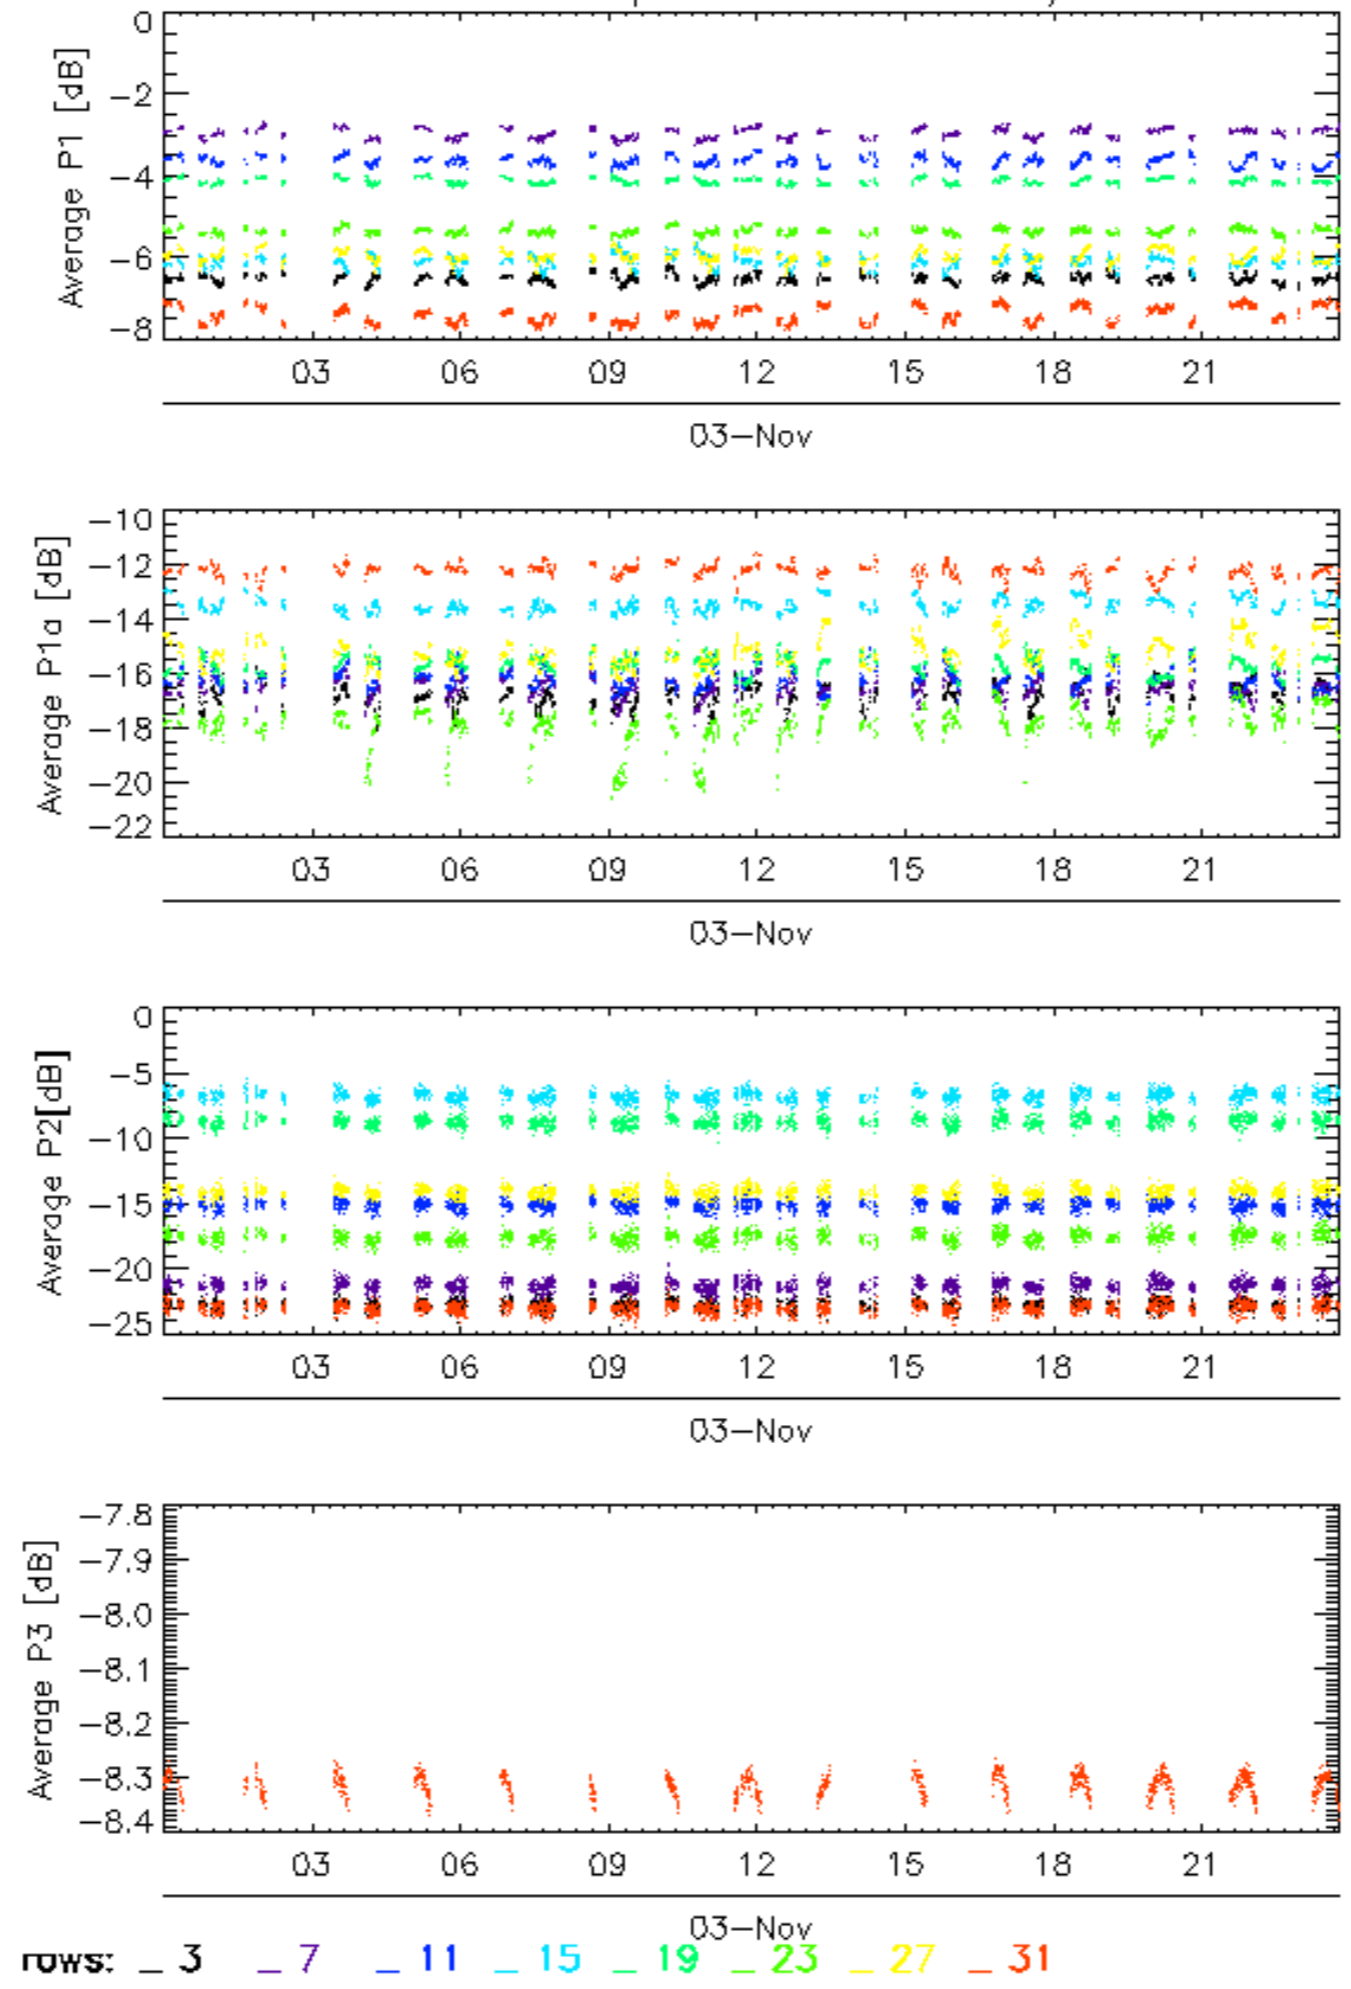 0
−2
−4
−6
−8
Average P1 [dB]
03 06 09 12 15 18 21
03−Nov
−10
−12
−14
−16
−18
−20
−22
Average P1a [dB]
03 06 09 12 15 18 21
03−Nov
0
−5
−10
−15
−20
−25
Average P2[dB]
03 06 09 12 15 18 21
03−Nov
−7.8
−7.9
−8.0
−8.1
−8.2
−8.3
−8.4
Average P3 [dB]
03 06 09 12 15 18 21
03−Nov
rows: _ 3 _ 7 _ 11 _ 15 _ 19 _ 23 _ 27 _ 31